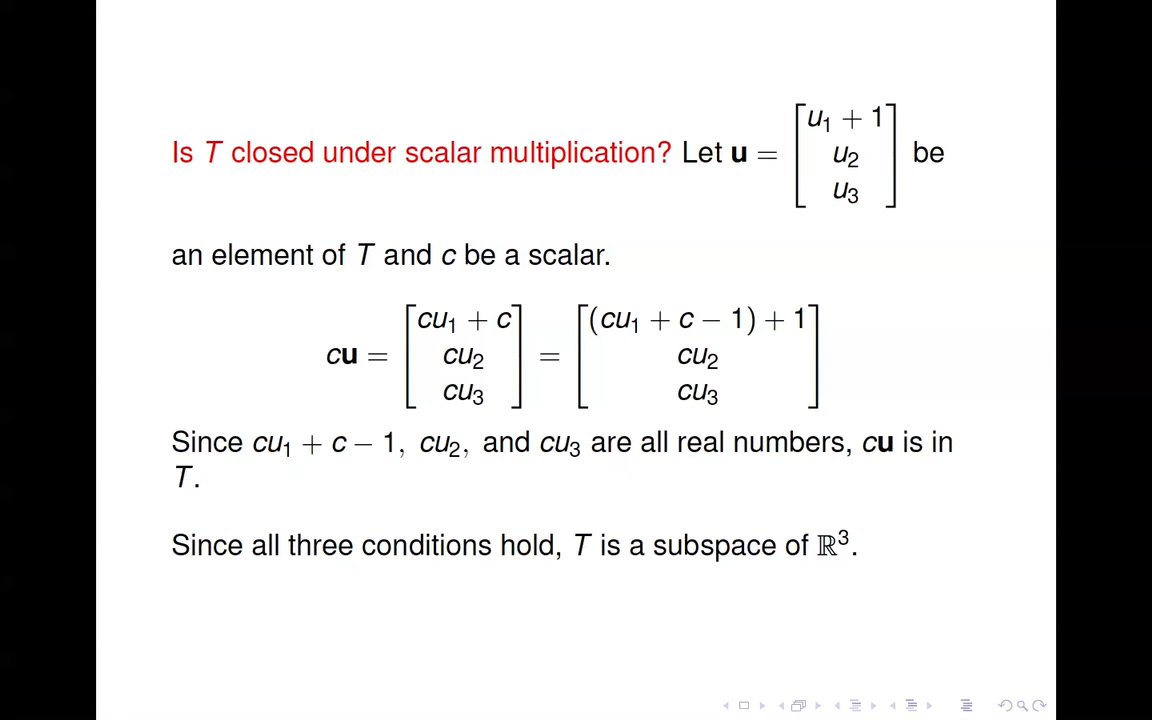 Is T closed under scalar multiplication? Let u = [u₁ + 1
u₂
u₃] be
an element of T and c be a scalar.
cu = [cu₁ + c
cu₂
cu₃] = [(cu₁ + c − 1) + 1
cu₂
cu₃]
Since cu₁ + c − 1, cu₂, and cu₃ are all real numbers, cu is in
T.
Since all three conditions hold, T is a subspace of ℝ³.